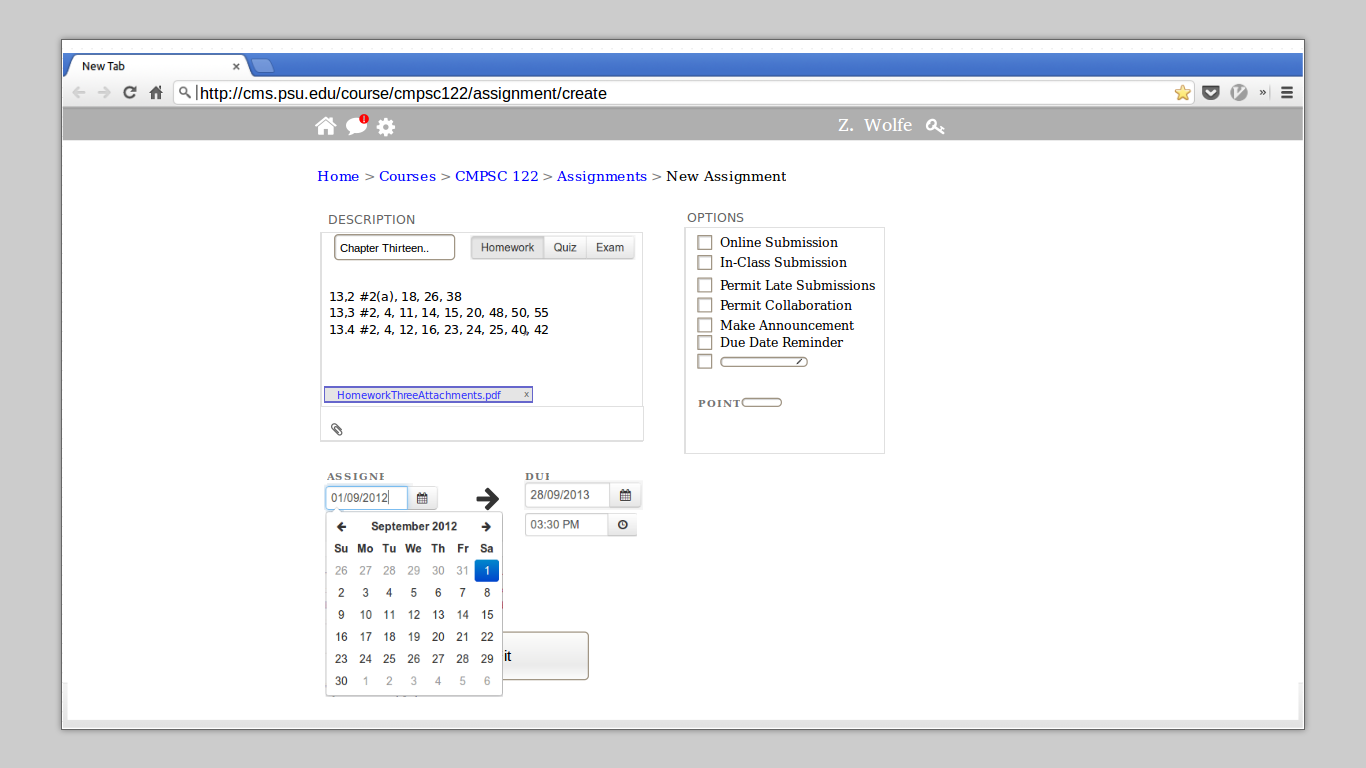 New Tab x
http://cms.psu.edu/course/cmpsc122/assignment/create »
1
Z. Wolfe
Home > Courses > CMPSC 122 > Assignments > New Assignment
DESCRIPTION
Chapter Thirteen.. Homework Quiz Exam
13,2 #2(a), 18, 26, 38
13,3 #2, 4, 11, 14, 15, 20, 48, 50, 55
13.4 #2, 4, 12, 16, 23, 24, 25, 40, 42
HomeworkThreeAttachments.pdf x
OPTIONS
Online Submission
In-Class Submission
Permit Late Submissions
Permit Collaboration
Make Announcement
Due Date Reminder
POINT
ASSIGNE
01/09/2012
DUE
28/09/2013
03:30 PM
September 2012
Su Mo Tu We Th Fr Sa
26 27 28 29 30 31 1
2 3 4 5 6 7 8
9 10 11 12 13 14 15
16 17 18 19 20 21 22
23 24 25 26 27 28 29
30 1 2 3 4 5 6
it